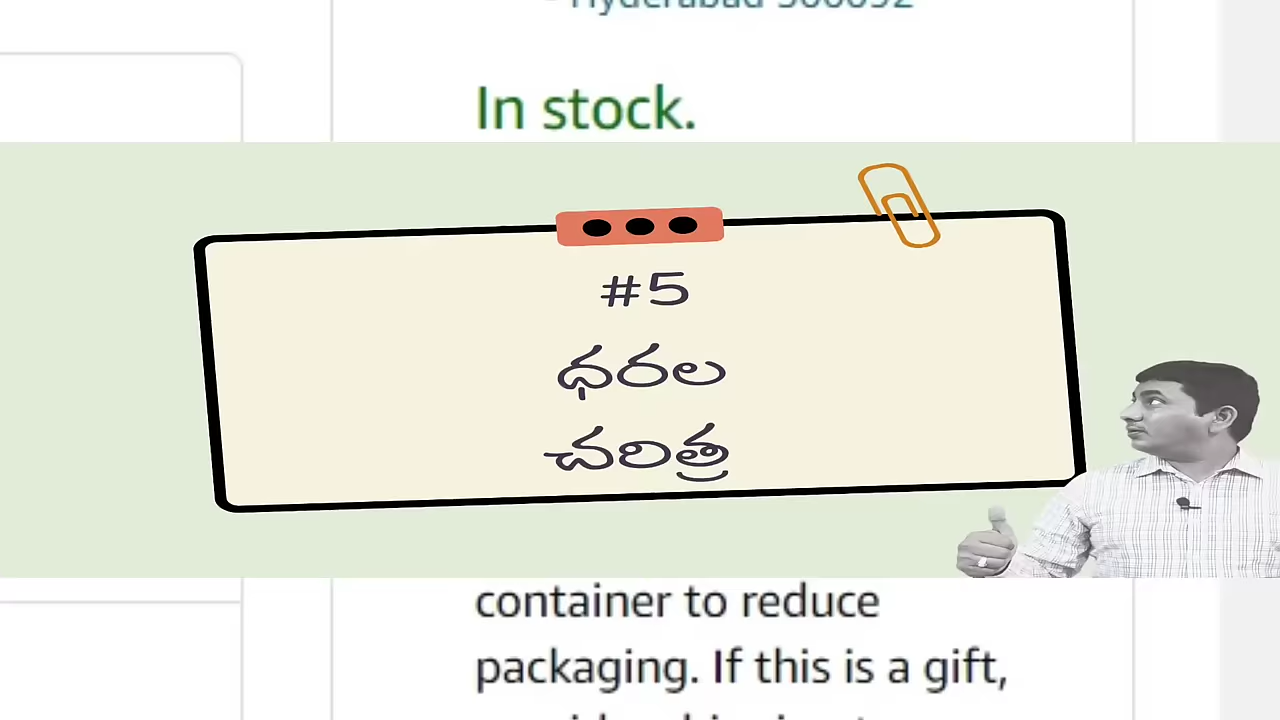 In stock.
#5
ధరల
చరిత్ర
container to reduce
packaging. If this is a gift,